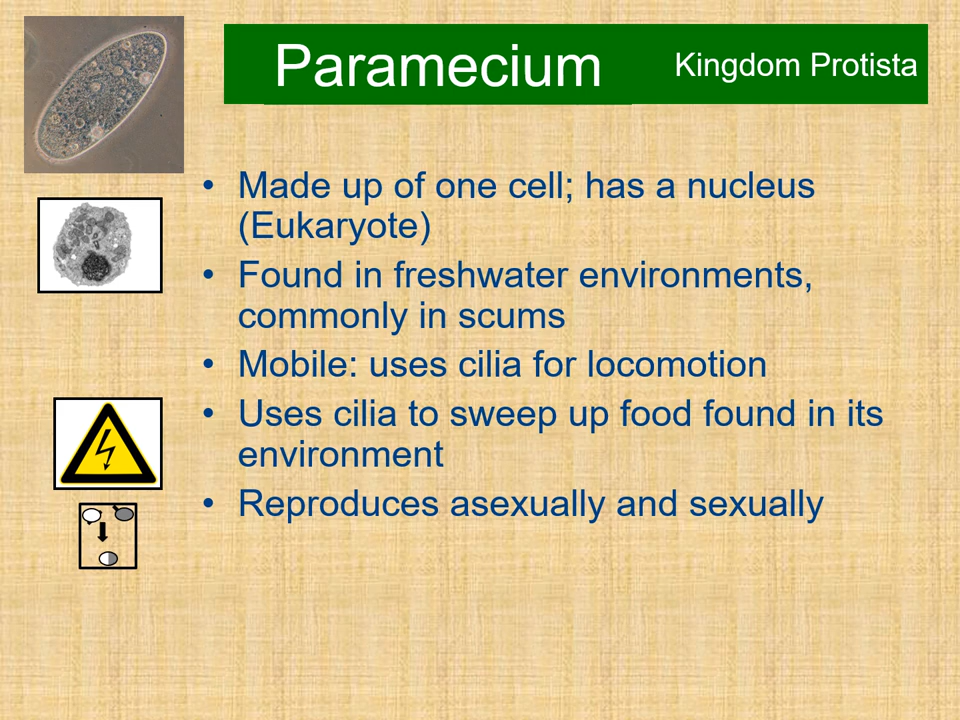 Paramecium
Kingdom Protista
• Made up of one cell; has a nucleus
(Eukaryote)
• Found in freshwater environments,
commonly in scums
• Mobile: uses cilia for locomotion
• Uses cilia to sweep up food found in its
environment
• Reproduces asexually and sexually